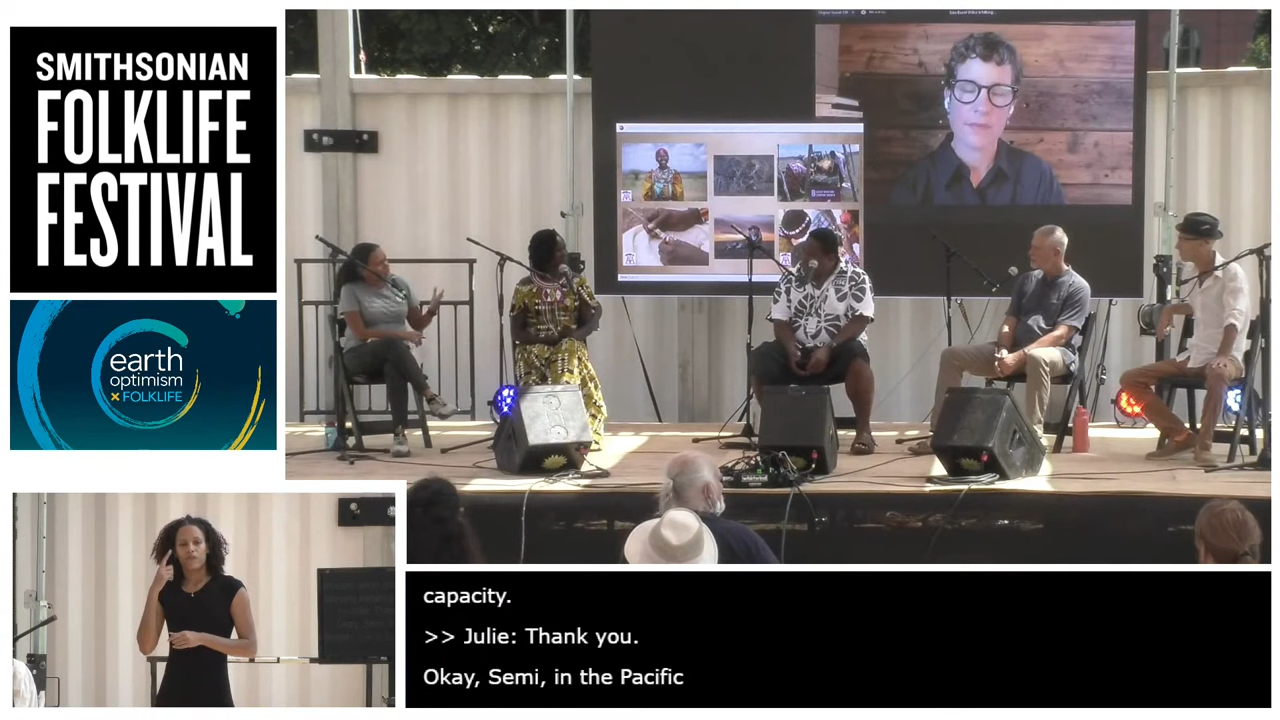 SMITHSONIAN
FOLKLIFE
FESTIVAL
earth
optimism
× FOLKLIFE
capacity.
>> Julie: Thank you.
Okay, Semi, in the Pacific